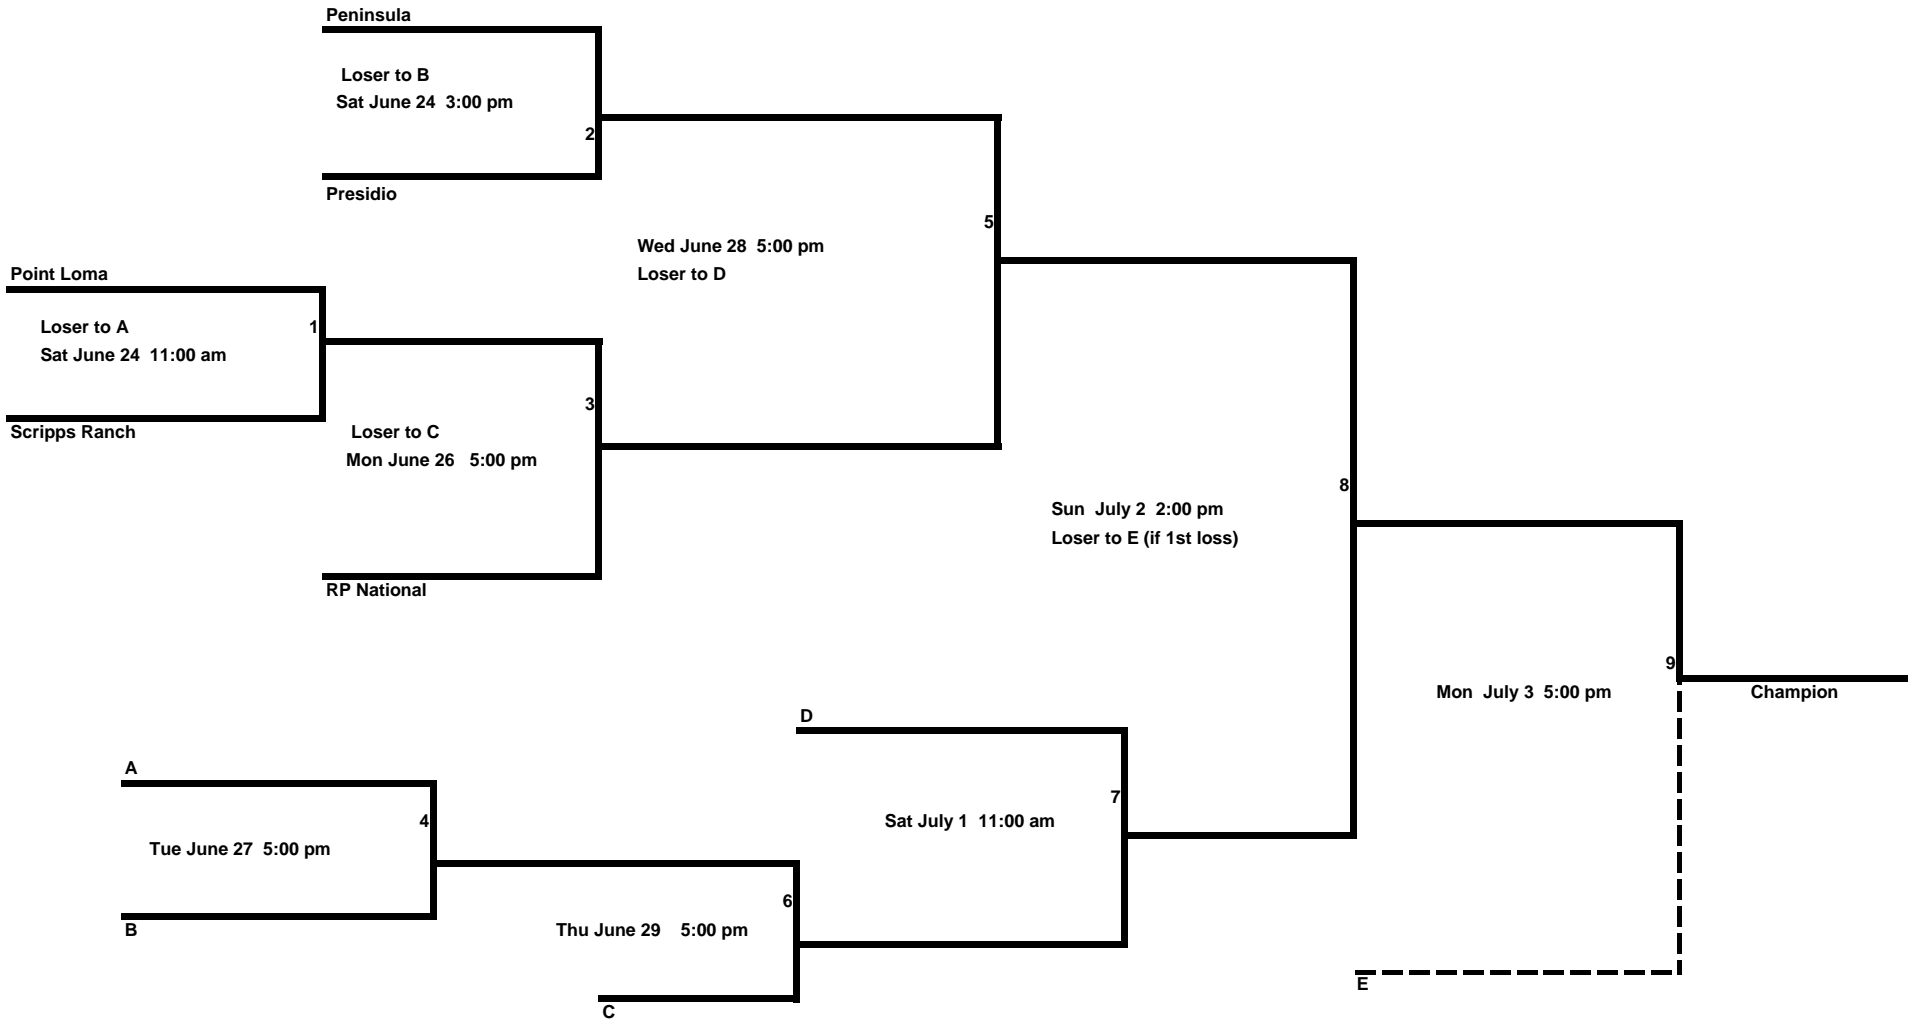 Peninsula
Loser to B
Sat June 24  3:00 pm
2
Presidio
5
Wed June 28  5:00 pm
Loser to D
Point Loma
Loser to A
1
Sat June 24  11:00 am
3
Scripps Ranch
Loser to C
Mon June 26   5:00 pm
8
Sun  July 2  2:00 pm
Loser to E (if 1st loss)
RP National
9
Mon  July 3  5:00 pm
Champion
D
A
7
4
Sat July 1  11:00 am
Tue June 27  5:00 pm
6
B
Thu June 29    5:00 pm
E
C